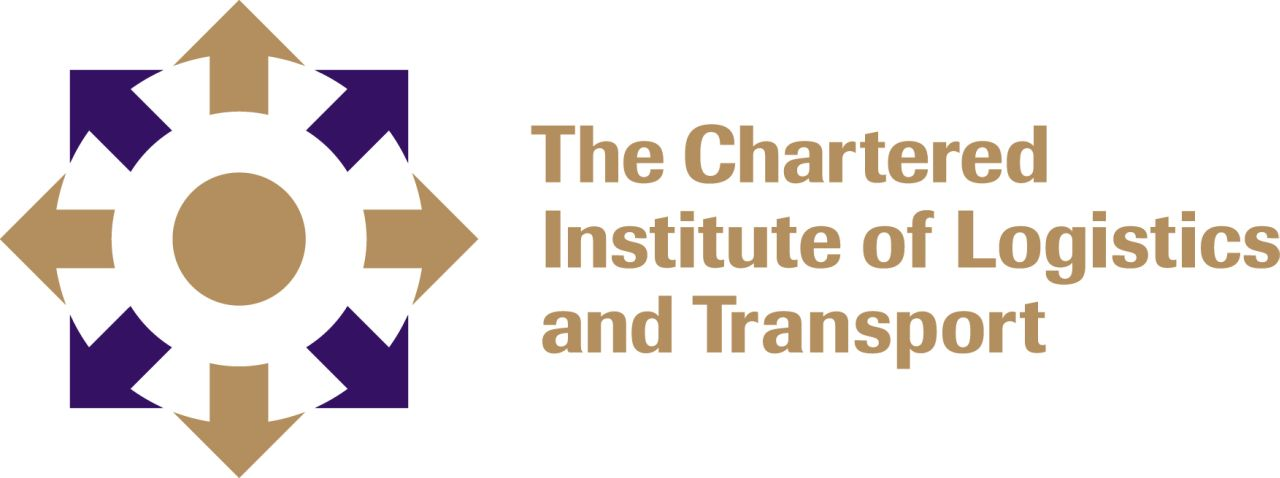 The Chartered
Institute of Logistics
and Transport